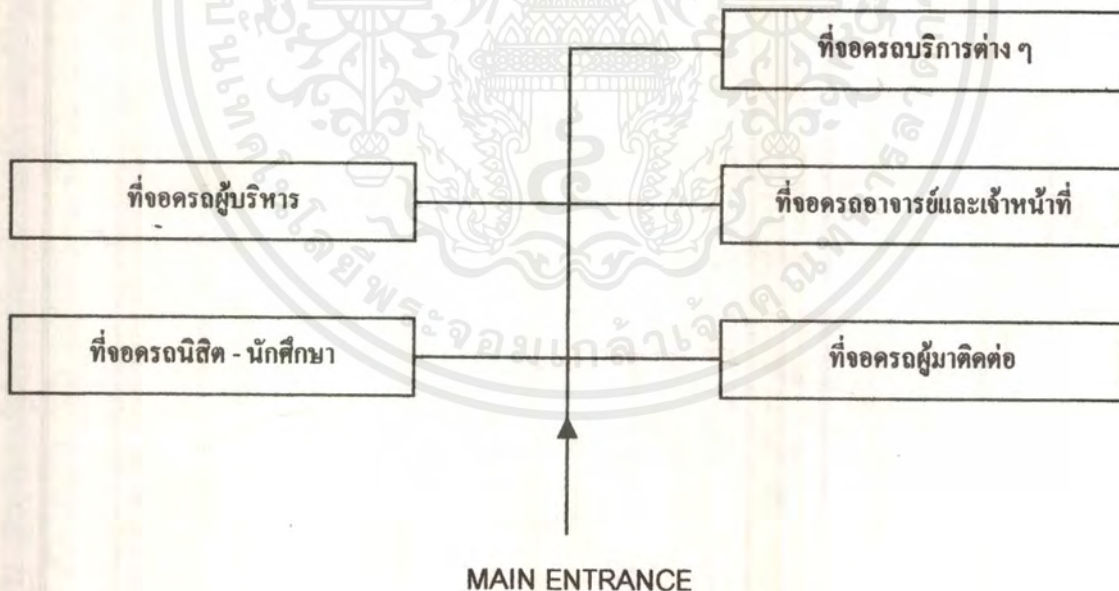 ที่จอดรถบริการต่าง ๆ
ที่จอดรถผู้บริหาร
ที่จอดรถอาจารย์และเจ้าหน้าที่
ที่จอดรถนิสิต - นักศึกษา
ที่จอดรถผู้มาติดต่อ
MAIN ENTRANCE